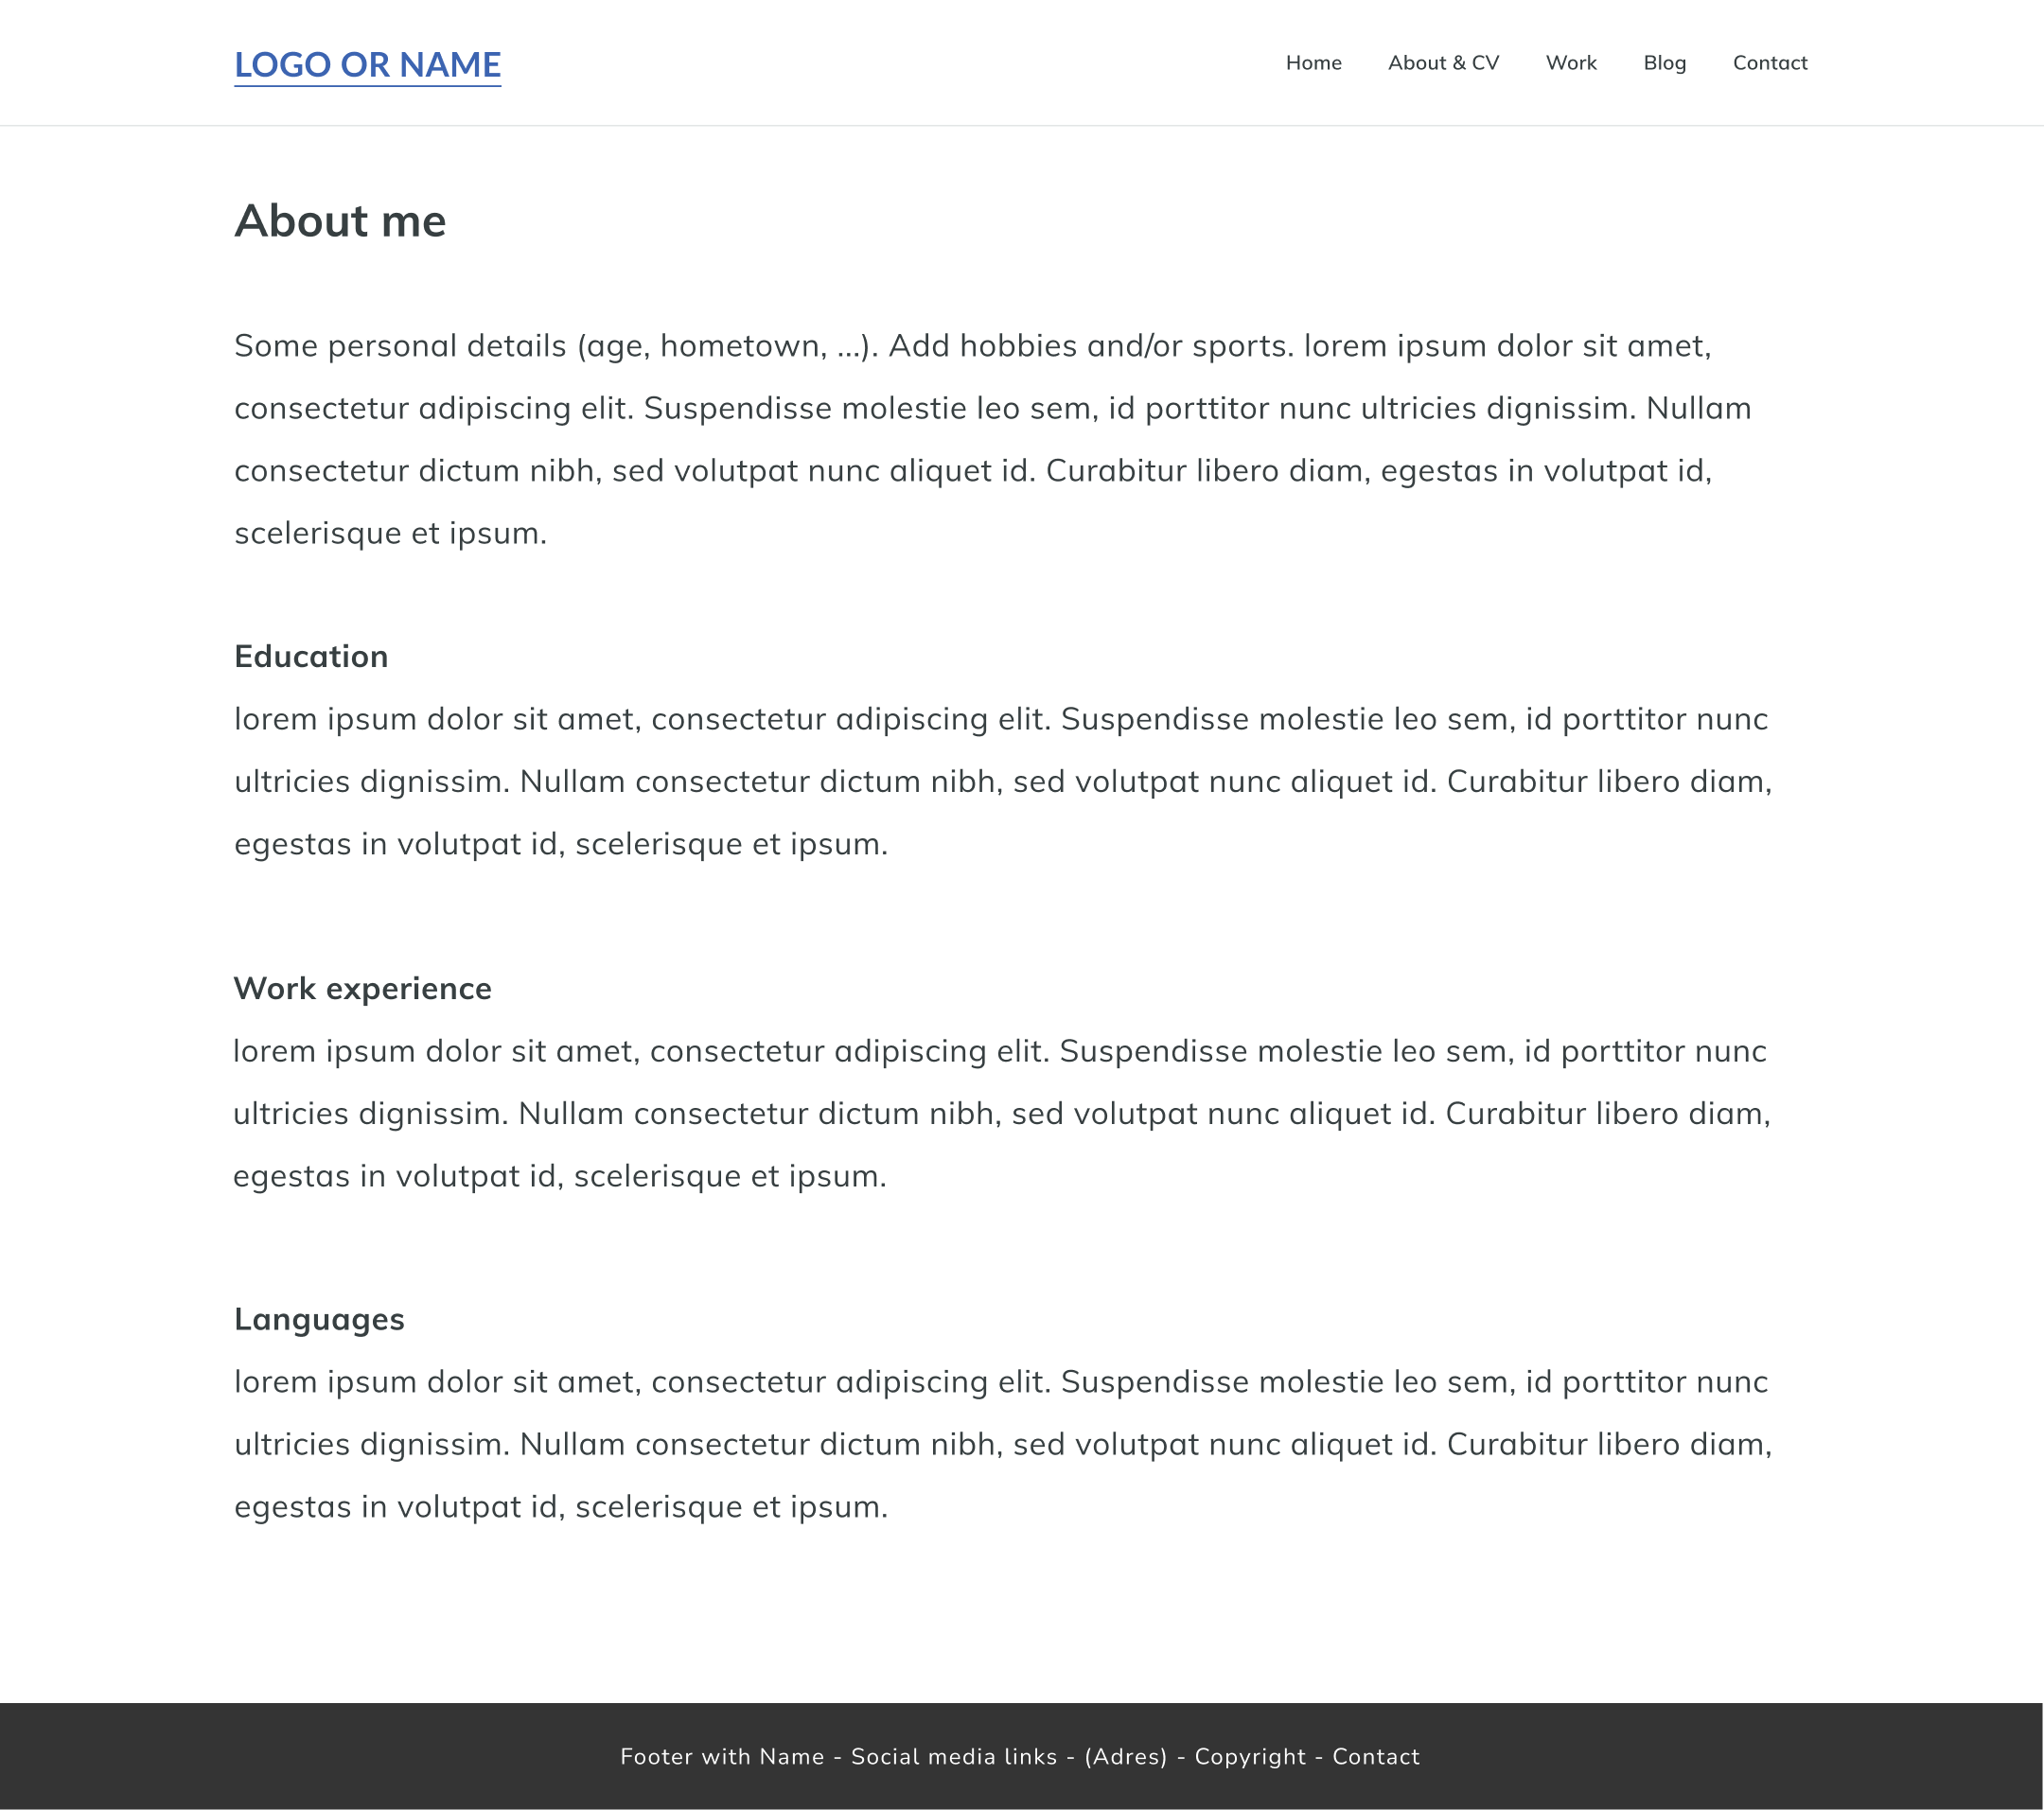 LOGO OR NAME
Home About & CV Work Blog Contact
About me
Some personal details (age, hometown, ...). Add hobbies and/or sports. lorem ipsum dolor sit amet,
consectetur adipiscing elit. Suspendisse molestie leo sem, id porttitor nunc ultricies dignissim. Nullam
consectetur dictum nibh, sed volutpat nunc aliquet id. Curabitur libero diam, egestas in volutpat id,
scelerisque et ipsum.
Education
lorem ipsum dolor sit amet, consectetur adipiscing elit. Suspendisse molestie leo sem, id porttitor nunc
ultricies dignissim. Nullam consectetur dictum nibh, sed volutpat nunc aliquet id. Curabitur libero diam,
egestas in volutpat id, scelerisque et ipsum.
Work experience
lorem ipsum dolor sit amet, consectetur adipiscing elit. Suspendisse molestie leo sem, id porttitor nunc
ultricies dignissim. Nullam consectetur dictum nibh, sed volutpat nunc aliquet id. Curabitur libero diam,
egestas in volutpat id, scelerisque et ipsum.
Languages
lorem ipsum dolor sit amet, consectetur adipiscing elit. Suspendisse molestie leo sem, id porttitor nunc
ultricies dignissim. Nullam consectetur dictum nibh, sed volutpat nunc aliquet id. Curabitur libero diam,
egestas in volutpat id, scelerisque et ipsum.
Footer with Name - Social media links - (Adres) - Copyright - Contact